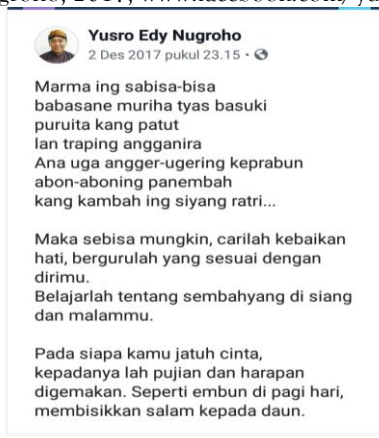 Yusro Edy Nugroho
2 Des 2017 pukul 23.15 •
Marma ing sabisa-bisa
babasane muriha tyas basuki
puruita kang patut
lan traping angganira
Ana uga angger-ugering keprabun
abon-aboning panembah
kang kambah ing siyang ratri...
Maka sebisa mungkin, carilah kebaikan
hati, bergurulah yang sesuai dengan
dirimu.
Belajarlah tentang sembahyang di siang
dan malammu.
Pada siapa kamu jatuh cinta,
kepadanya lah pujian dan harapan
digemakan. Seperti embun di pagi hari,
membisikkan salam kepada daun.